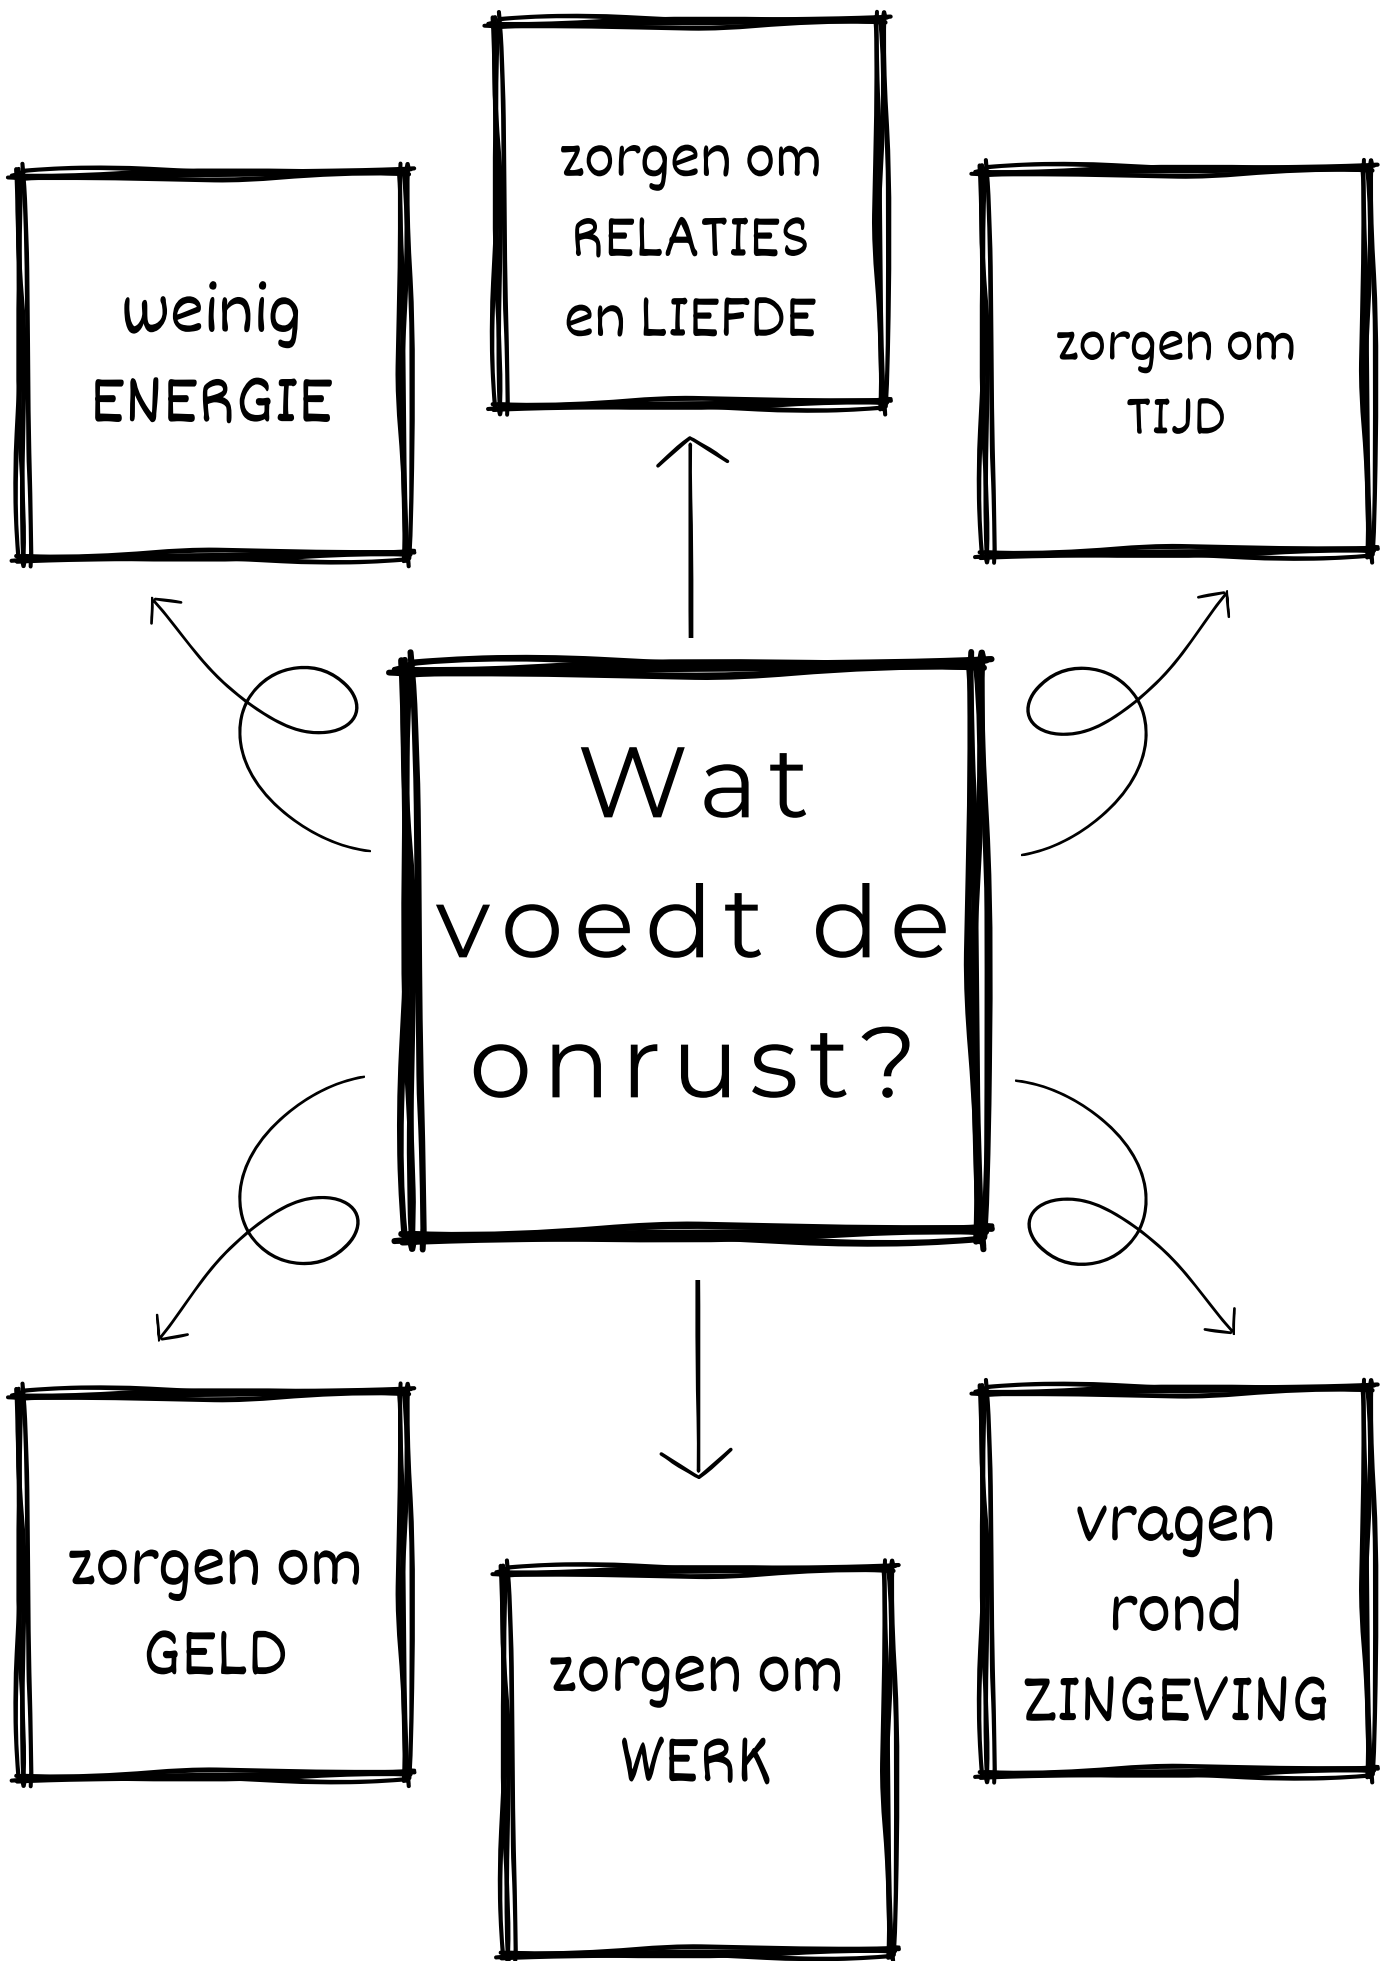 zorgen om
RELATIES
en LIEFDE
weinig
ENERGIE
zorgen om
TIJD
Wat
voedt de
onrust?
zorgen om
GELD
zorgen om
WERK
vragen
rond
ZINGEVING